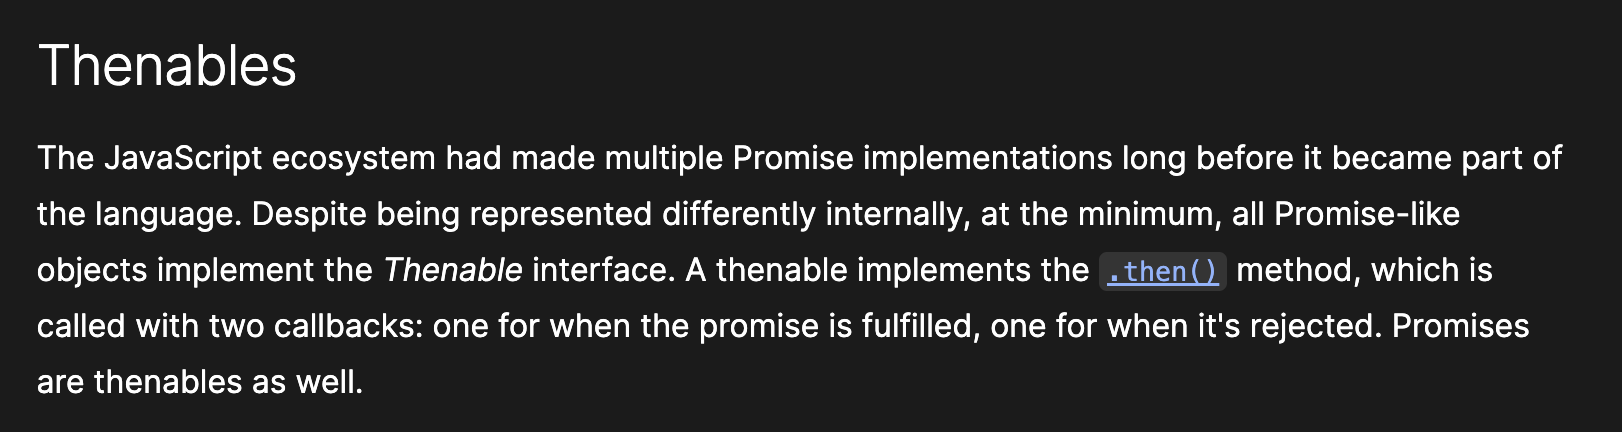 Thenables
The JavaScript ecosystem had made multiple Promise implementations long before it became part of
the language. Despite being represented differently internally, at the minimum, all Promise-like
objects implement the Thenable interface. A thenable implements the .then() method, which is
called with two callbacks: one for when the promise is fulfilled, one for when it's rejected. Promises
are thenables as well.